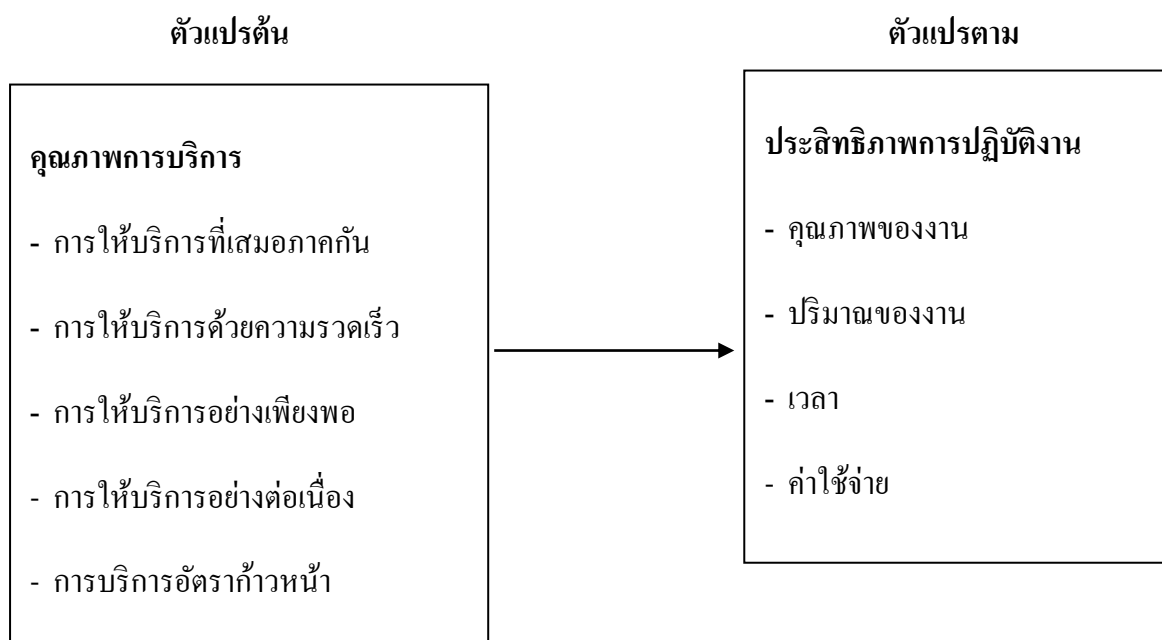 ตัวแปรต้น
ตัวแปรตาม
คุณภาพการบริการ
- การให้บริการที่เสมอภาคกัน
- การให้บริการด้วยความรวดเร็ว
- การให้บริการอย่างเพียงพอ
- การให้บริการอย่างต่อเนื่อง
- การบริการอัตราก้าวหน้า
ประสิทธิภาพการปฏิบัติงาน
- คุณภาพของงาน
- ปริมาณของงาน
- เวลา
- ค่าใช้จ่าย